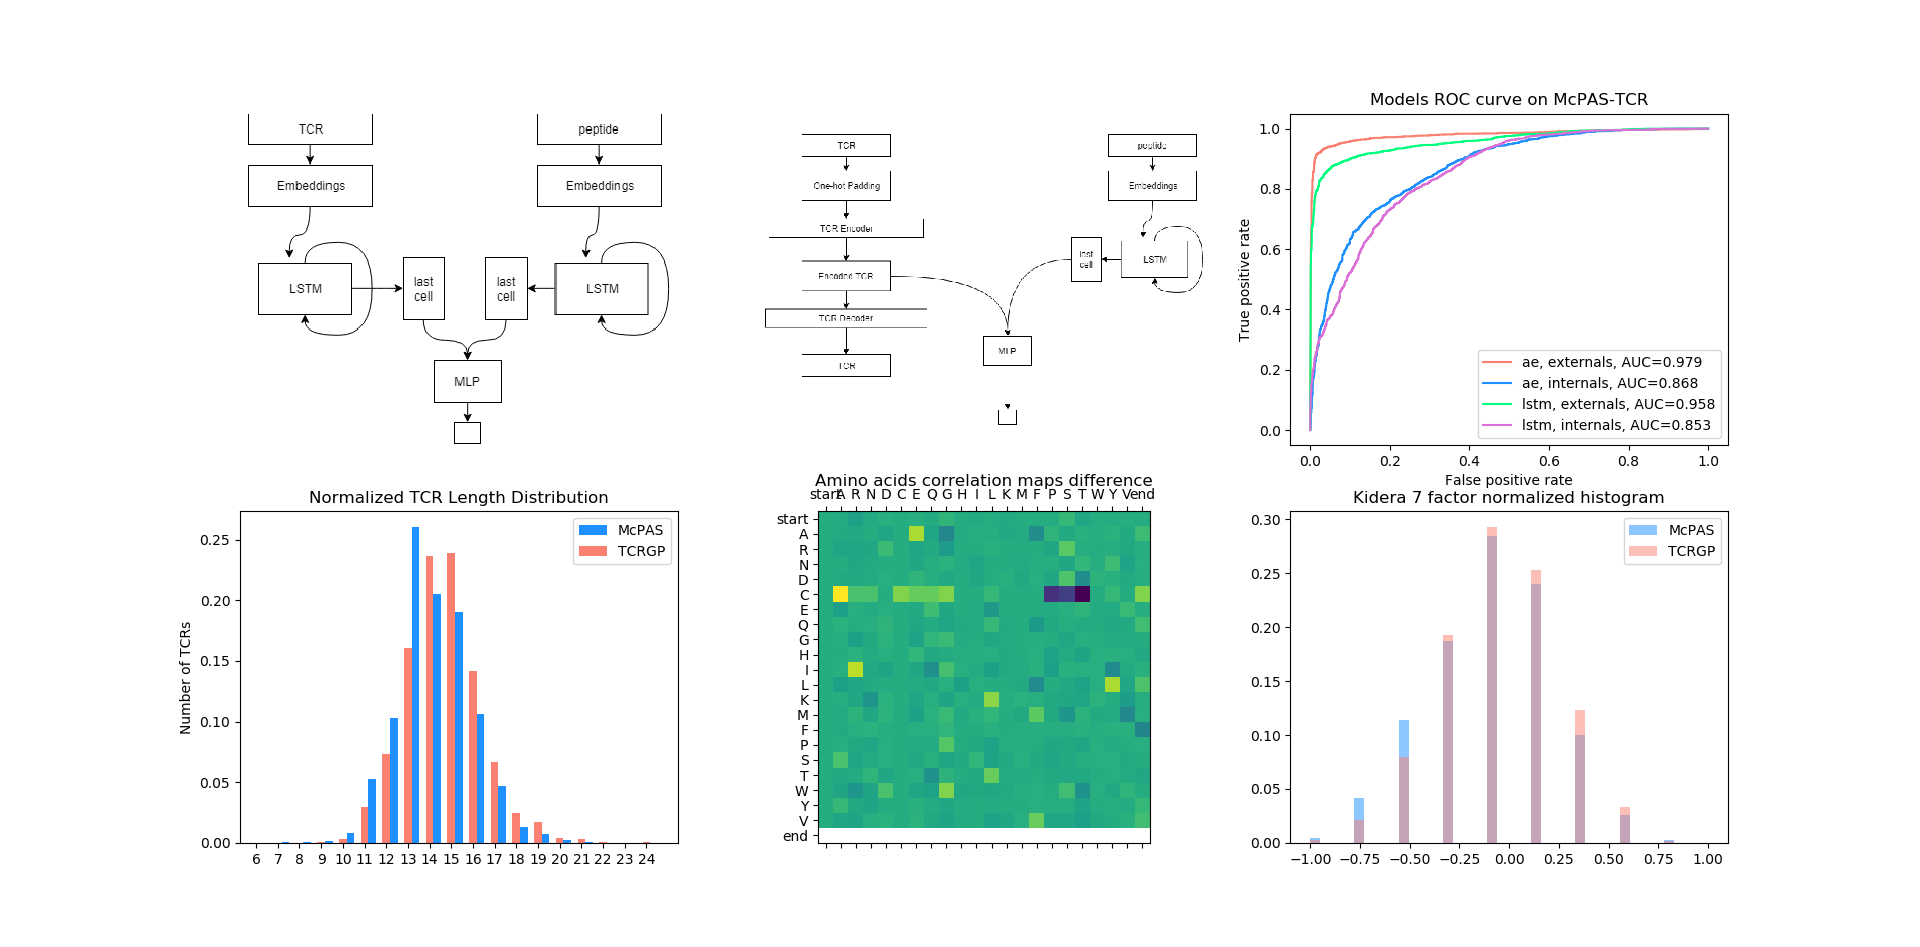 TCR
peptide
Embeddings
Embeddings
LSTM
last
cell
last
cell
LSTM
MLP
TCR
peptide
One-hot Padding
Embeddings
TCR Encoder
last
cell
LSTM
Encoded TCR
TCR Decoder
MLP
TCR
Models ROC curve on McPAS-TCR
True positive rate
1.0
0.8
0.6
0.4
0.2
0.0
ae, externals, AUC=0.979
ae, internals, AUC=0.868
lstm, externals, AUC=0.958
lstm, internals, AUC=0.853
0.0 0.2 0.4 0.6 0.8 1.0
False positive rate
Normalized TCR Length Distribution
Number of TCRs
0.25
0.20
0.15
0.10
0.05
0.00
McPAS
TCRGP
6 7 8 9 10 11 12 13 14 15 16 17 18 19 20 21 22 23 24
Amino acids correlation maps difference
start A R N D C E Q G H I L K M F P S T W Y V end
start
A
R
N
D
C
E
Q
G
H
I
L
K
M
F
P
S
T
W
Y
V
end
Kidera 7 factor normalized histogram
0.30
0.25
0.20
0.15
0.10
0.05
0.00
McPAS
TCRGP
−1.00 −0.75 −0.50 −0.25 0.00 0.25 0.50 0.75 1.00